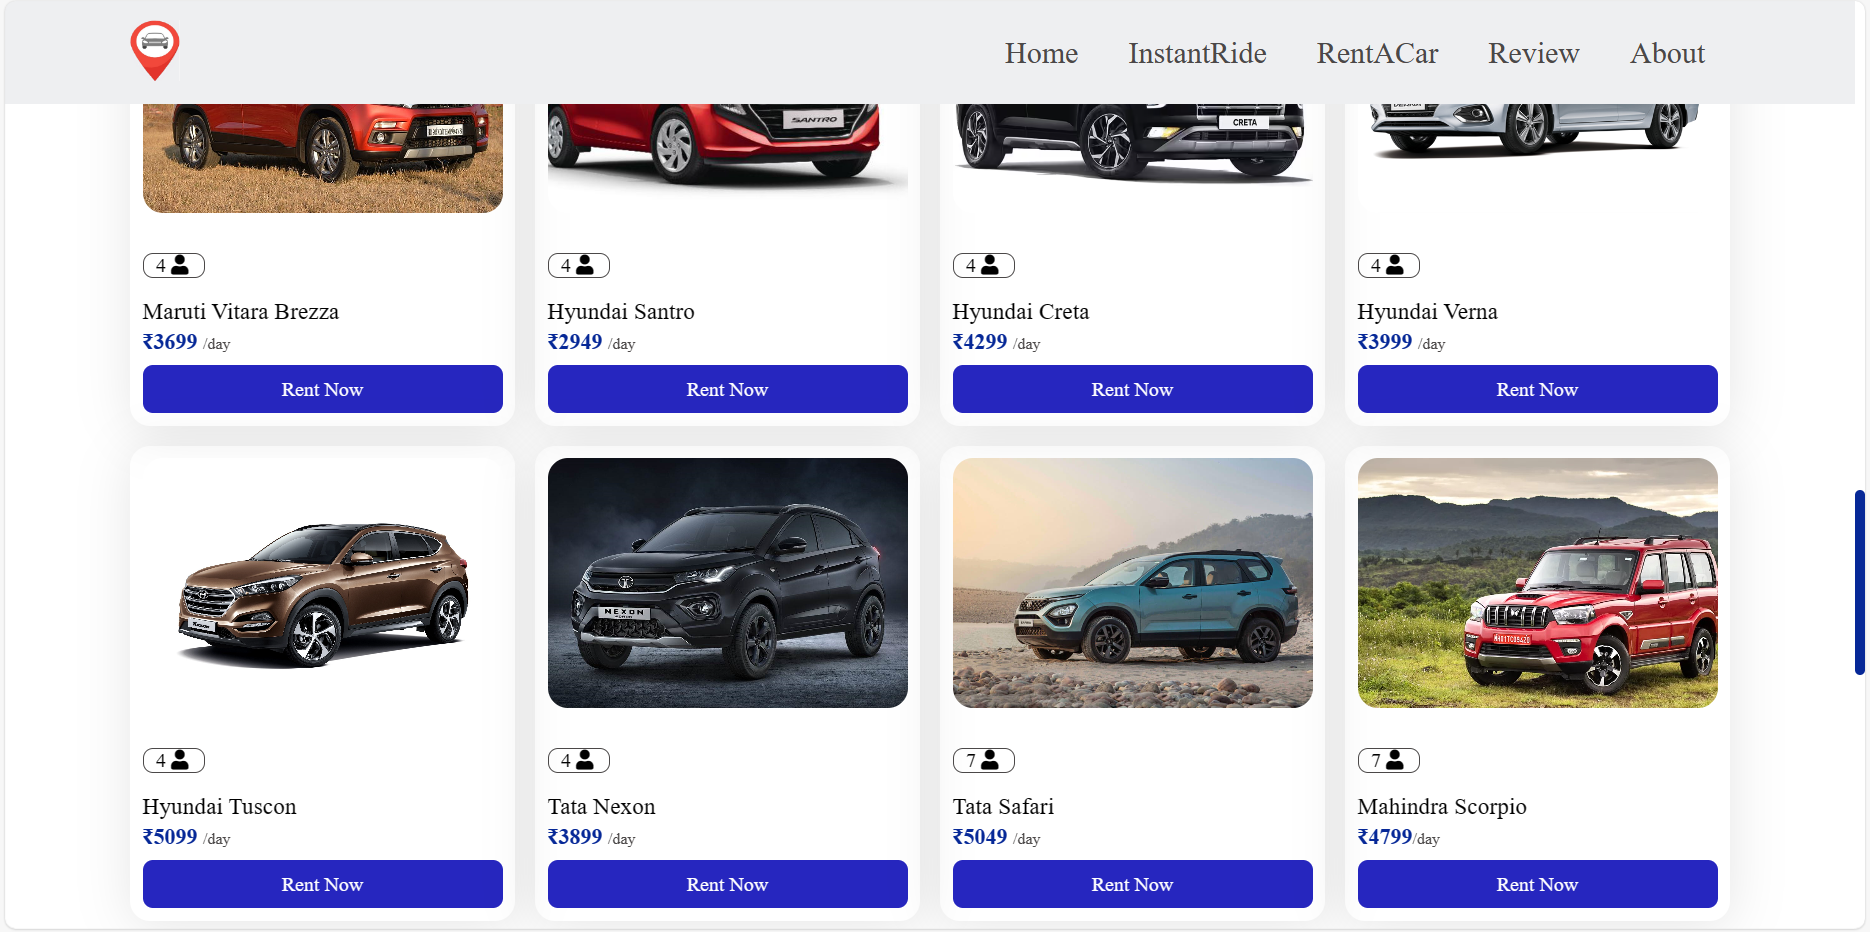 Home InstantRide RentACar Review About
SANTRO
CRETA
4
4
4
4
Maruti Vitara Brezza
Hyundai Santro
Hyundai Creta
Hyundai Verna
₹3699 /day
₹2949 /day
₹4299 /day
₹3999 /day
Rent Now
Rent Now
Rent Now
Rent Now
NEXON
4
4
7
7
Hyundai Tuscon
Tata Nexon
Tata Safari
Mahindra Scorpio
₹5099 /day
₹3899 /day
₹5049 /day
₹4799/day
Rent Now
Rent Now
Rent Now
Rent Now